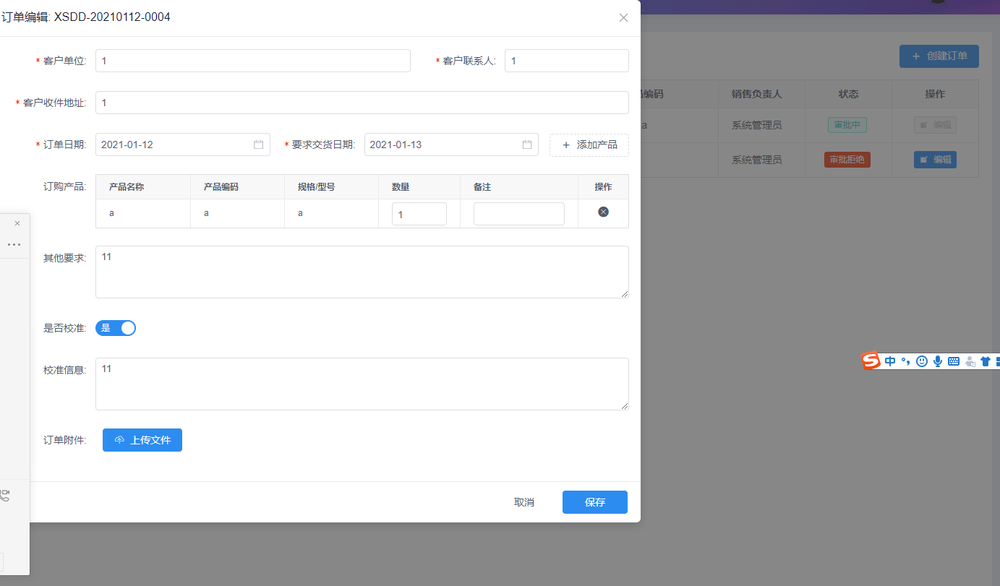 订单编辑: XSDD-20210112-0004
* 客户单位: 1 * 客户联系人: 1
* 客户收件地址: 1
* 订单日期: 2021-01-12 * 要求交货日期: 2021-01-13 + 添加产品
订购产品: 产品名称 产品编码 规格/型号 数量 备注 操作
a a a 1
其他要求: 11
是否校准: 是
校准信息: 11
订单附件: 上传文件
取消 保存
+ 创建订单
编码 销售负责人 状态 操作
a 系统管理员 审批中 编辑
系统管理员 审批拒绝 编辑
S 中 °,